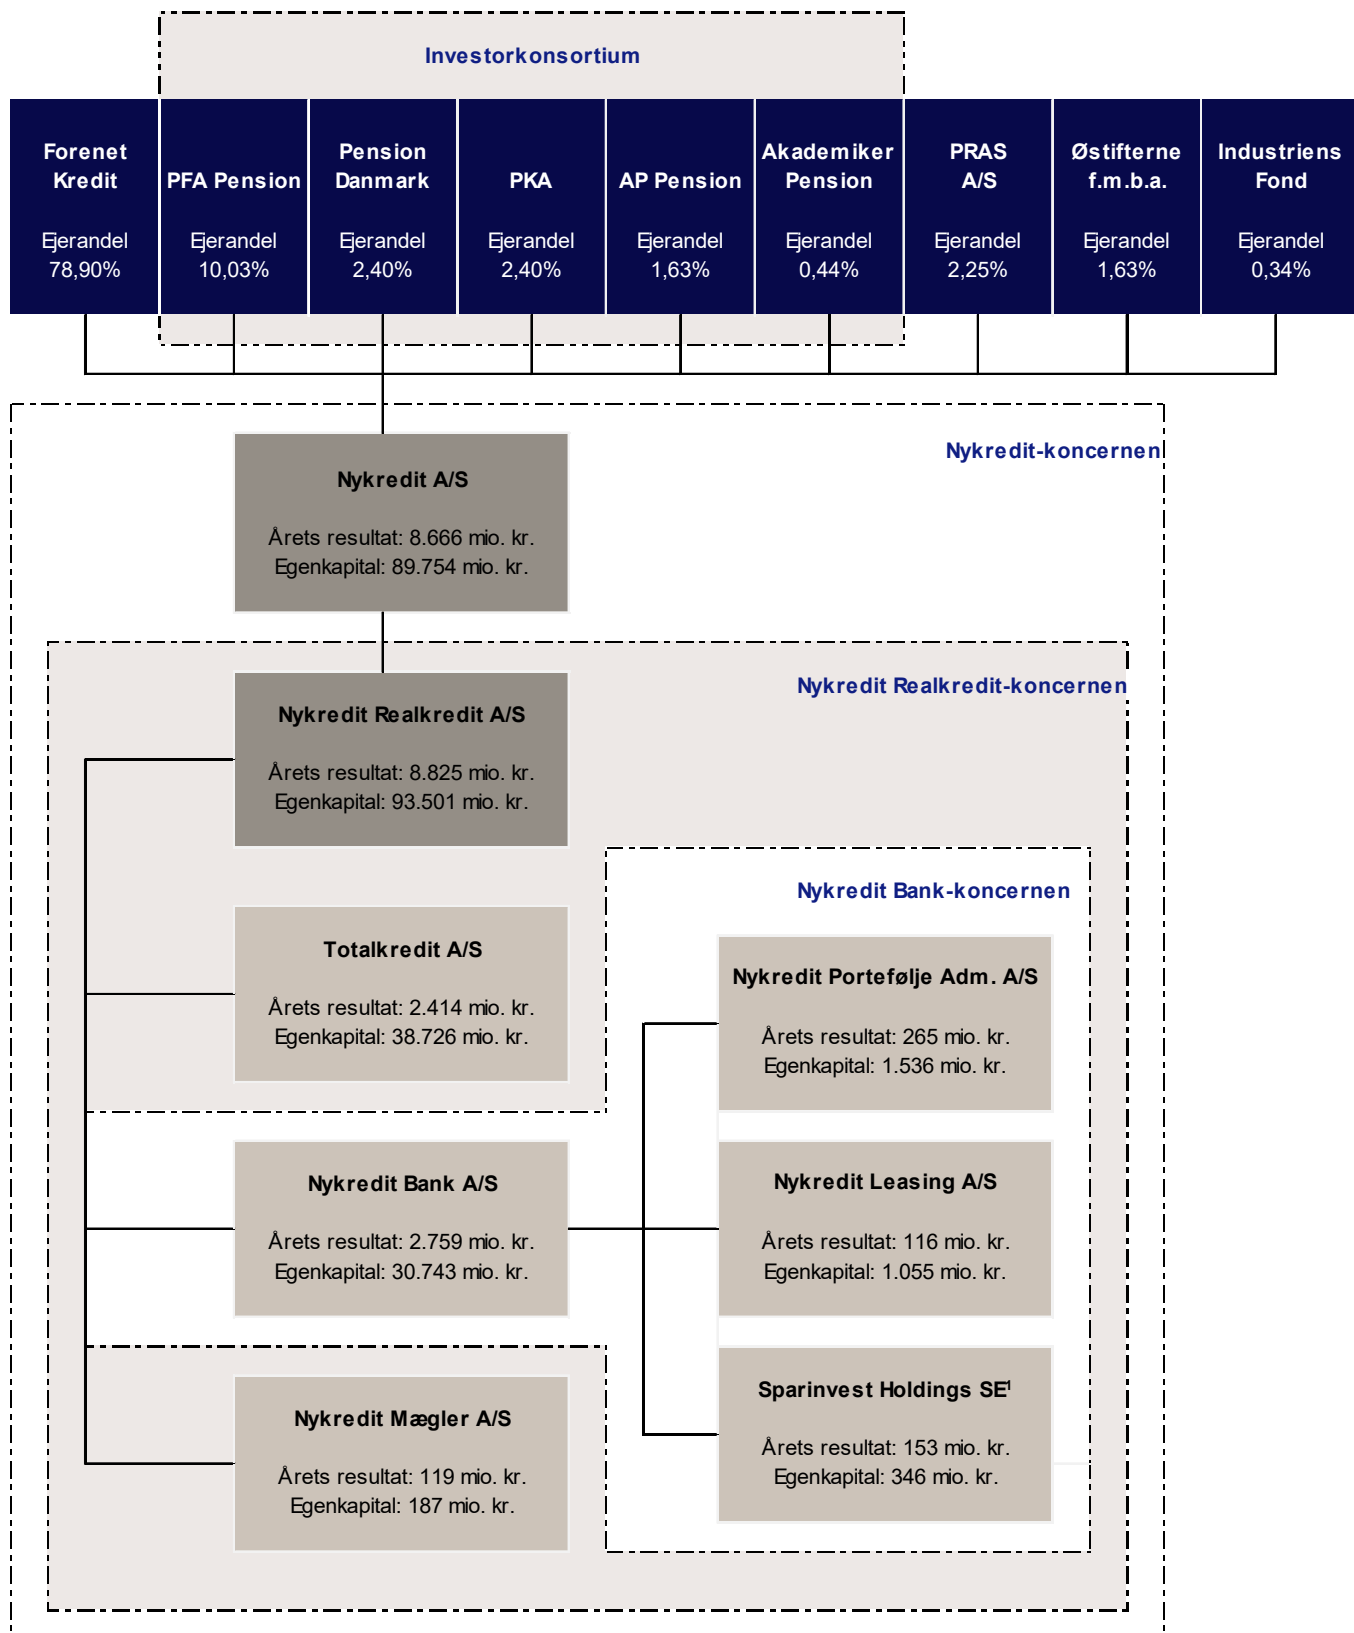 Investorkonsortium
Forenet
Kredit
Ejerandel
78,90%
PFA Pension
Ejerandel
10,03%
Pension
Danmark
Ejerandel
2,40%
PKA
Ejerandel
2,40%
AP Pension
Ejerandel
1,63%
Akademiker
Pension
Ejerandel
0,44%
PRAS
A/S
Ejerandel
2,25%
Østifterne
f.m.b.a.
Ejerandel
1,63%
Industriens
Fond
Ejerandel
0,34%
Nykredit-koncernen
Nykredit A/S
Årets resultat: 8.666 mio. kr.
Egenkapital: 89.754 mio. kr.
Nykredit Realkredit-koncernen
Nykredit Realkredit A/S
Årets resultat: 8.825 mio. kr.
Egenkapital: 93.501 mio. kr.
Totalkredit A/S
Årets resultat: 2.414 mio. kr.
Egenkapital: 38.726 mio. kr.
Nykredit Bank-koncernen
Nykredit Portefølje Adm. A/S
Årets resultat: 265 mio. kr.
Egenkapital: 1.536 mio. kr.
Nykredit Bank A/S
Årets resultat: 2.759 mio. kr.
Egenkapital: 30.743 mio. kr.
Nykredit Leasing A/S
Årets resultat: 116 mio. kr.
Egenkapital: 1.055 mio. kr.
Sparinvest Holdings SE¹
Årets resultat: 153 mio. kr.
Egenkapital: 346 mio. kr.
Nykredit Mægler A/S
Årets resultat: 119 mio. kr.
Egenkapital: 187 mio. kr.